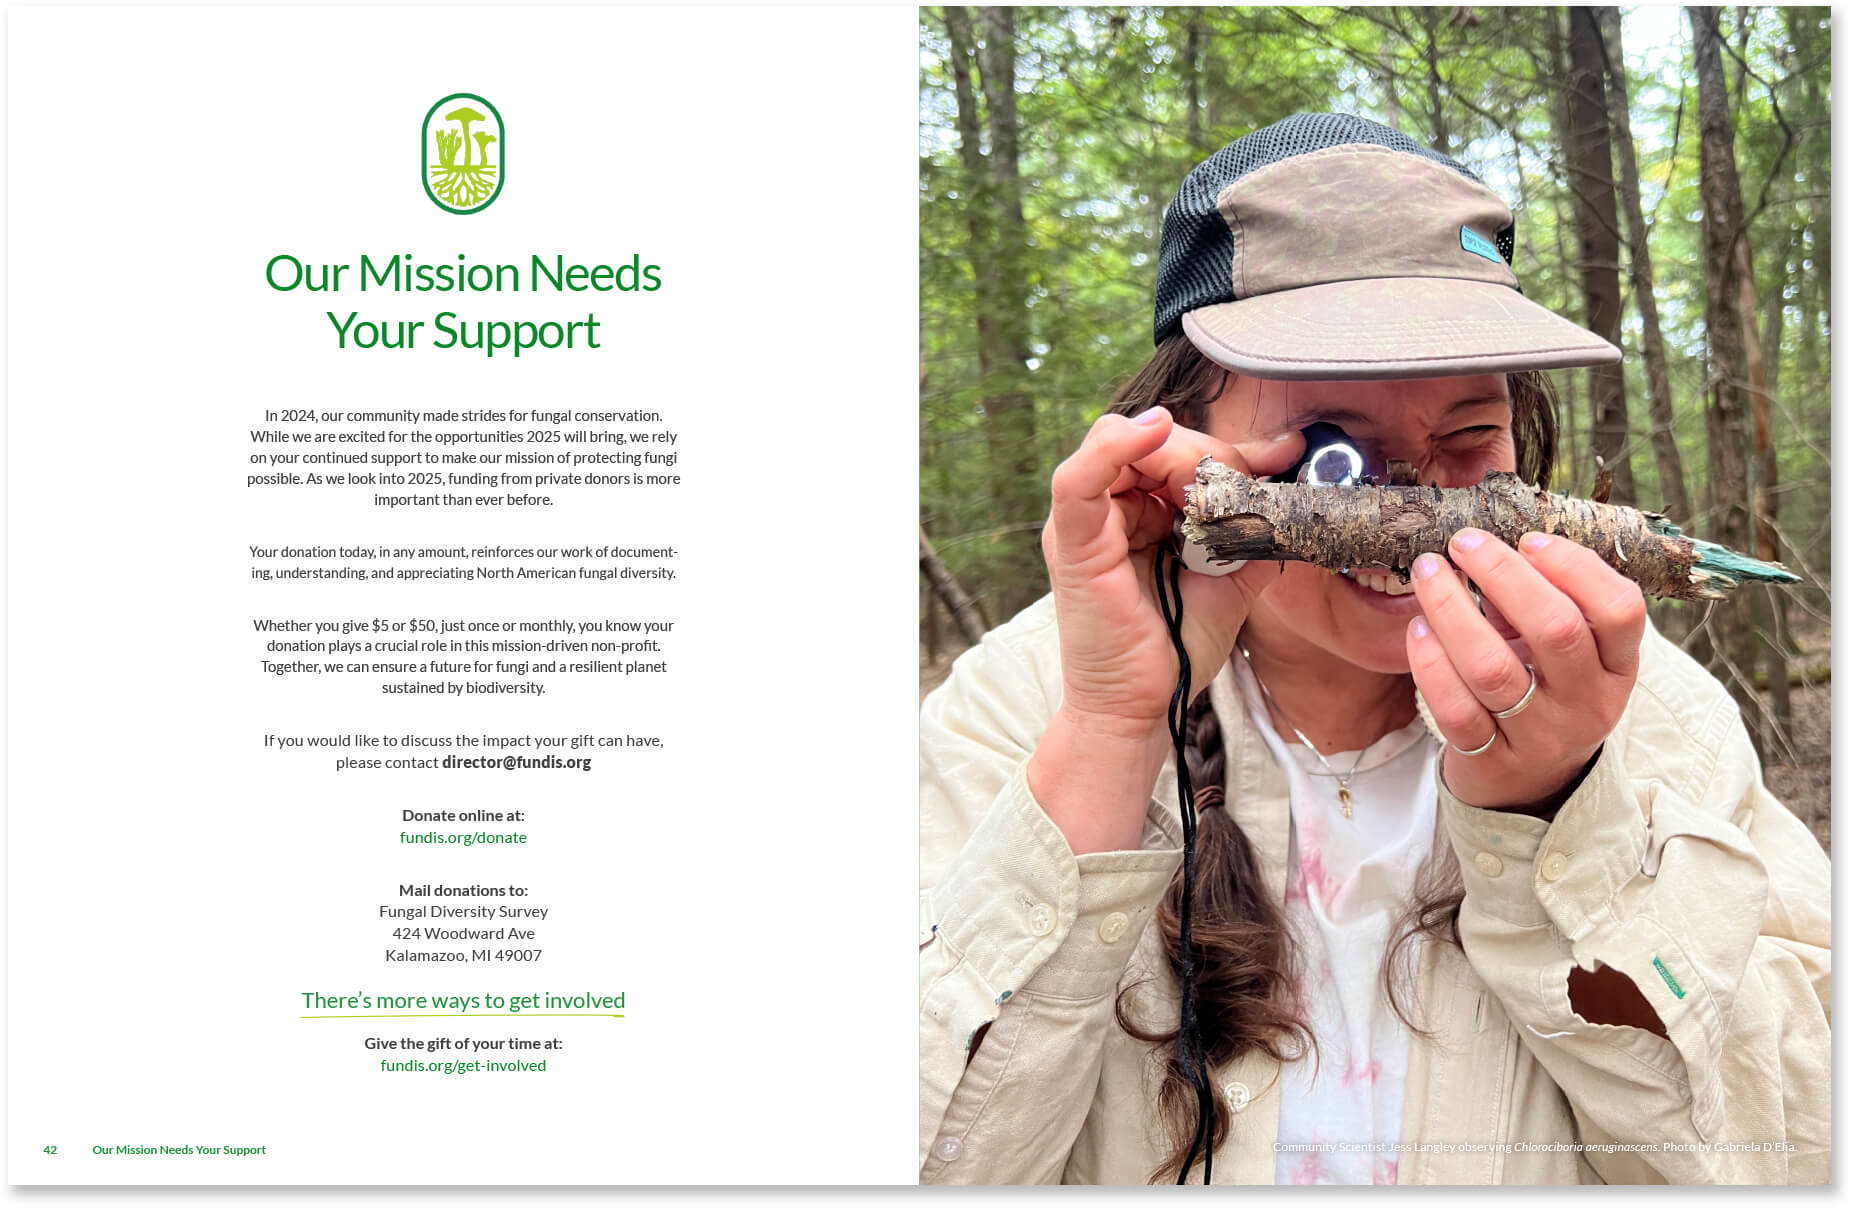 Our Mission Needs
Your Support
In 2024, our community made strides for fungal conservation.
While we are excited for the opportunities 2025 will bring, we rely
on your continued support to make our mission of protecting fungi
possible. As we look into 2025, funding from private donors is more
important than ever before.
Your donation today, in any amount, reinforces our work of document-
ing, understanding, and appreciating North American fungal diversity.
Whether you give $5 or $50, just once or monthly, you know your
donation plays a crucial role in this mission-driven non-profit.
Together, we can ensure a future for fungi and a resilient planet
sustained by biodiversity.
If you would like to discuss the impact your gift can have,
please contact director@fundis.org
Donate online at:
fundis.org/donate
Mail donations to:
Fungal Diversity Survey
424 Woodward Ave
Kalamazoo, MI 49007
There's more ways to get involved
Give the gift of your time at:
fundis.org/get-involved
42 Our Mission Needs Your Support
Community Scientist Jess Langley observing Chlorociboria aeruginascens. Photo by Gabriela D'Elia.